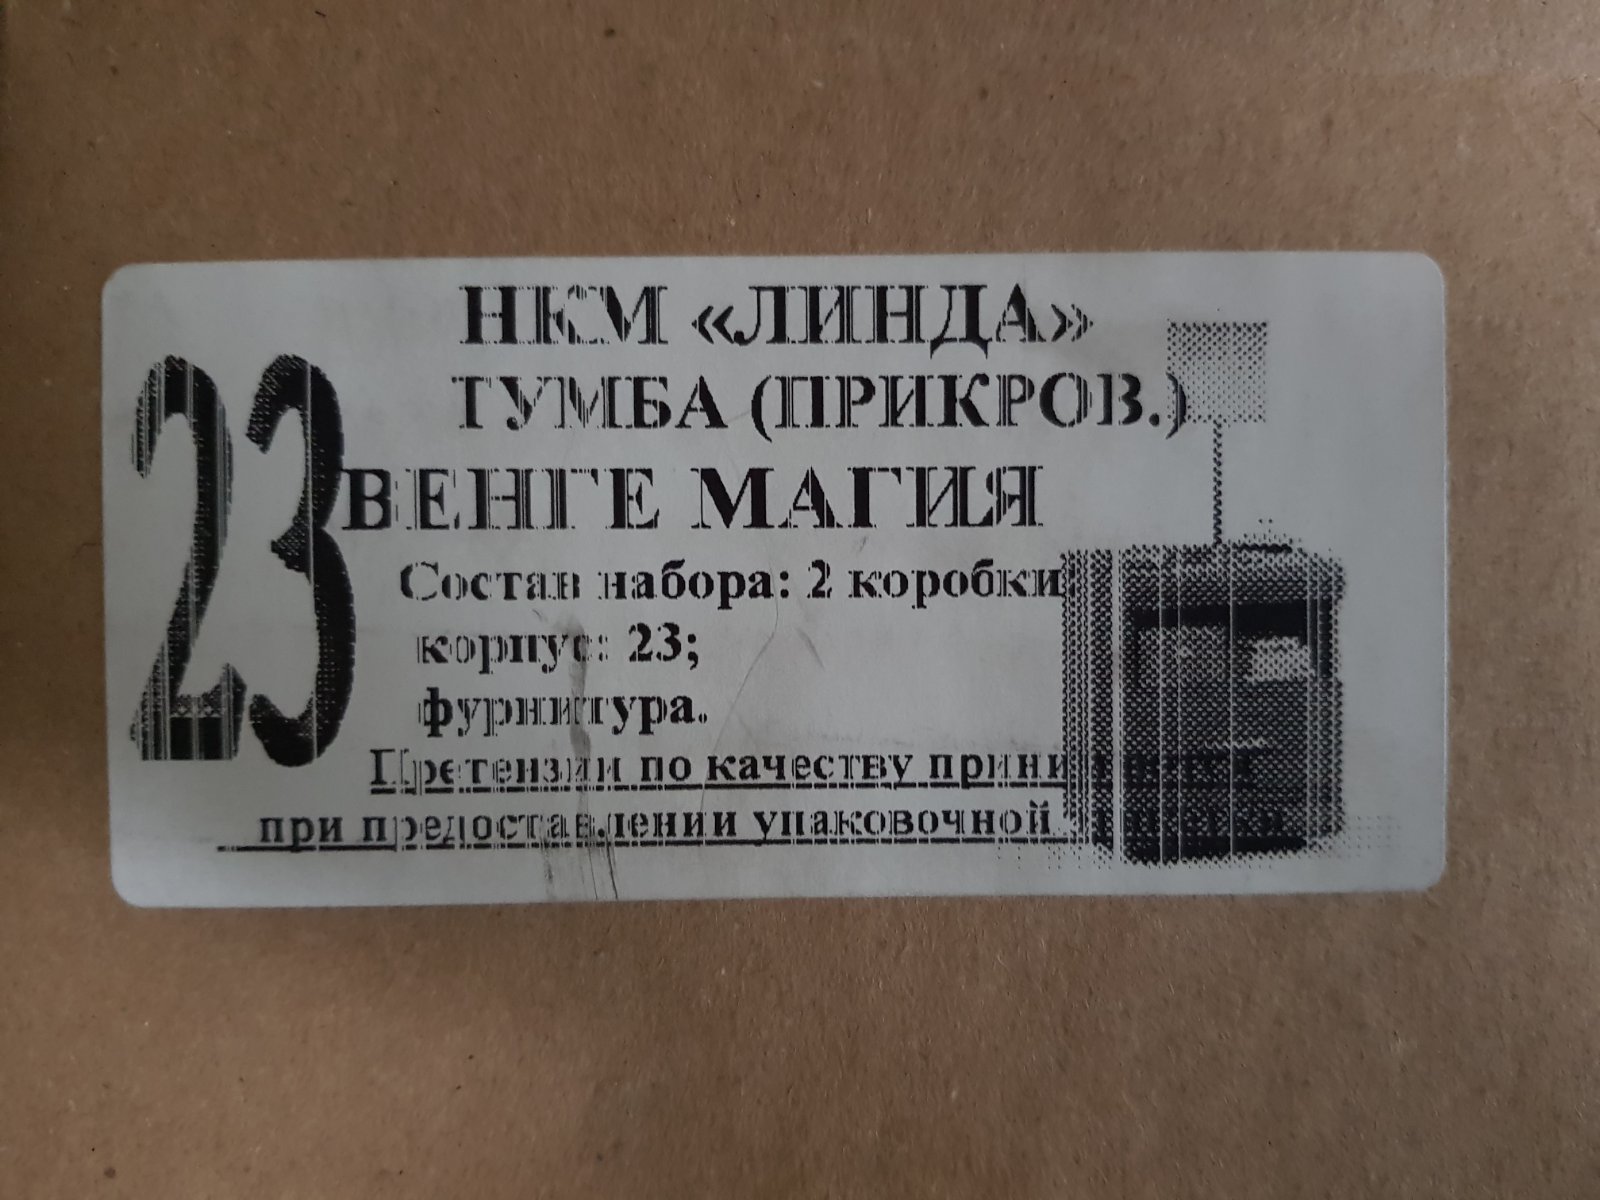 НКМ «ЛИНДА»
ТУМБА (ПРИКРОВ.)
23
ВЕНГЕ МАГИЯ
Состав набора: 2 коробки
корпус: 23;
фурнитура.
Претензии по качеству
при предоставлении упаковочной